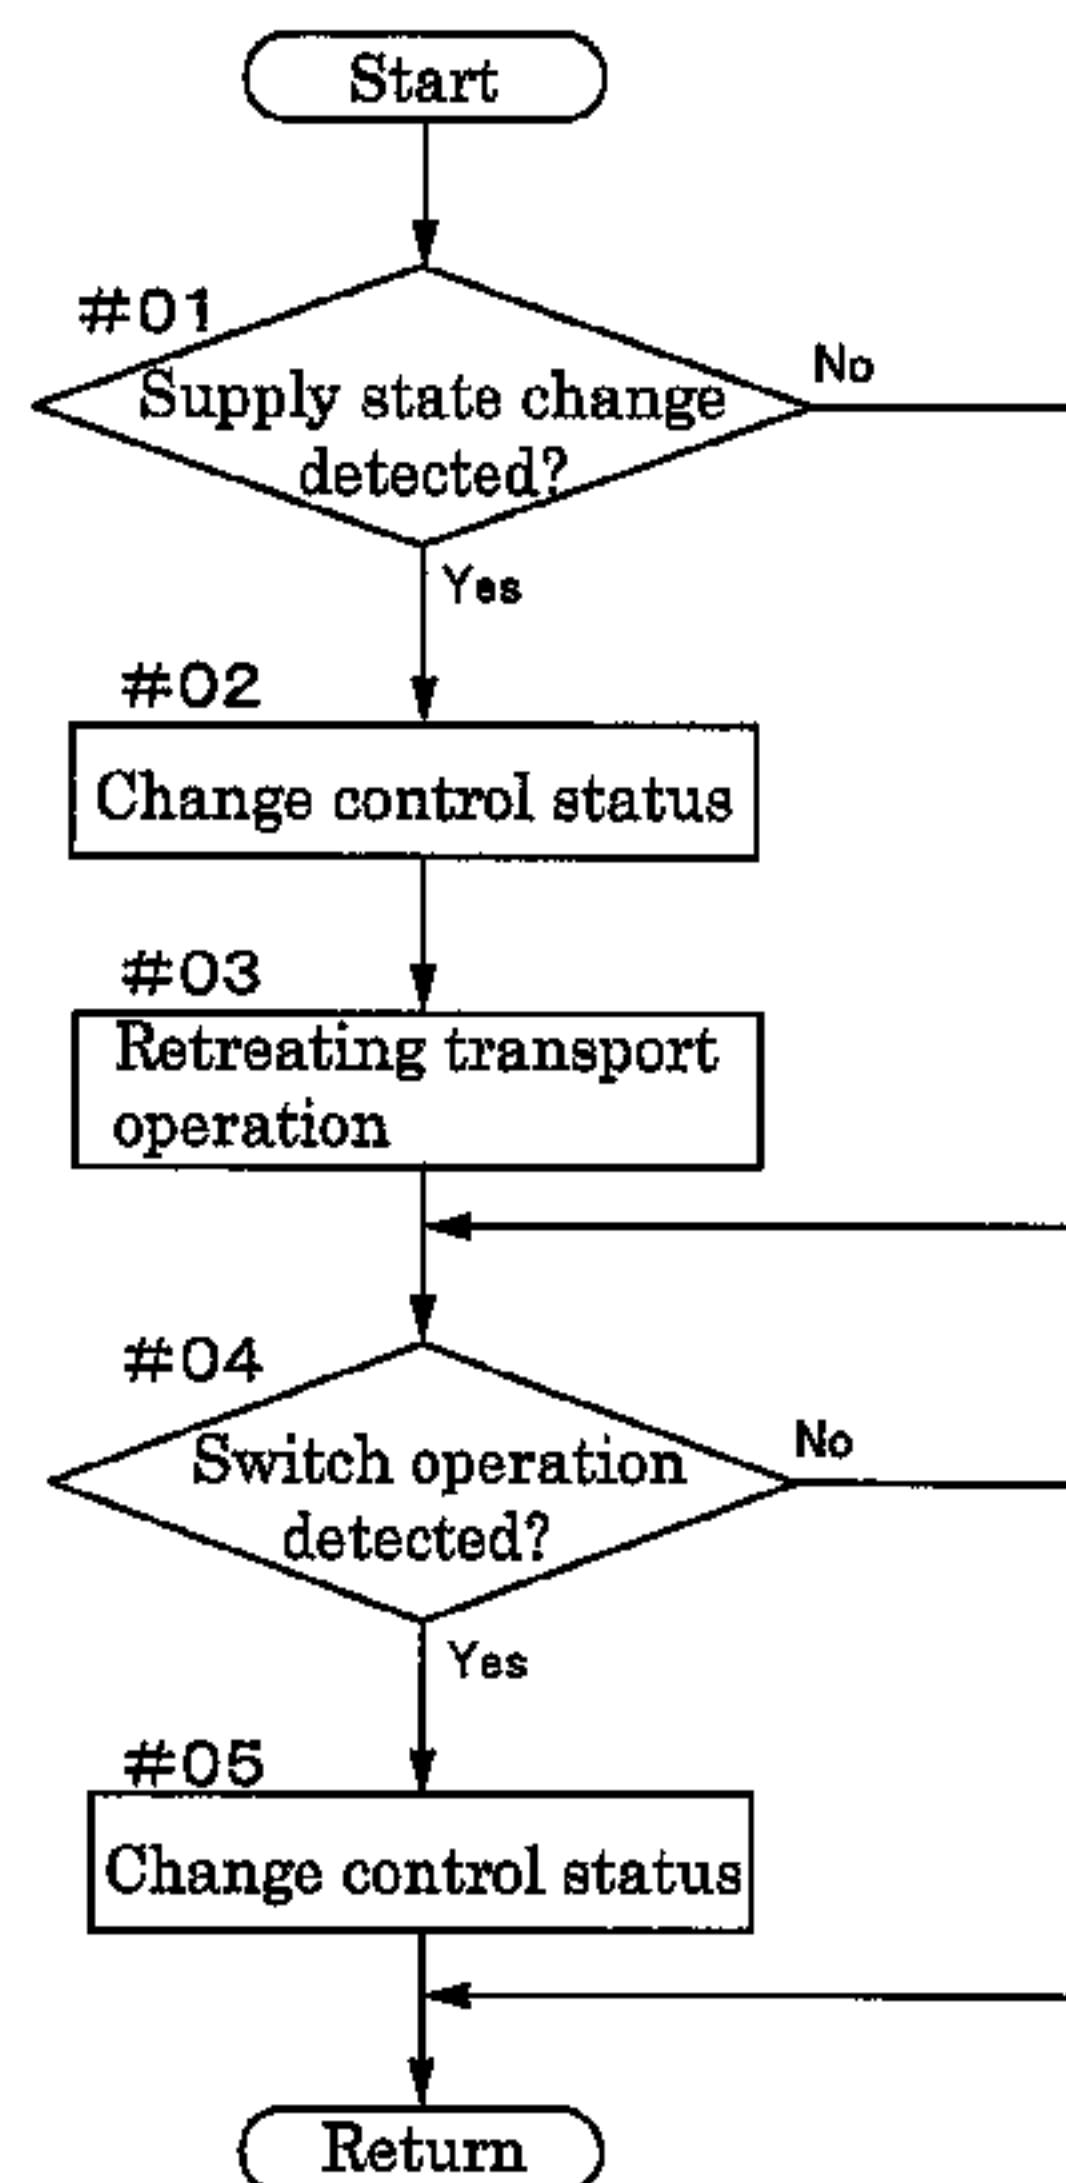 Start
#01
No
Supply state change
detected?
Yes
#02
Change control status
#03
Retreating transport
operation
#04
No
Switch operation
detected?
Yes
#05
Change control status
Return